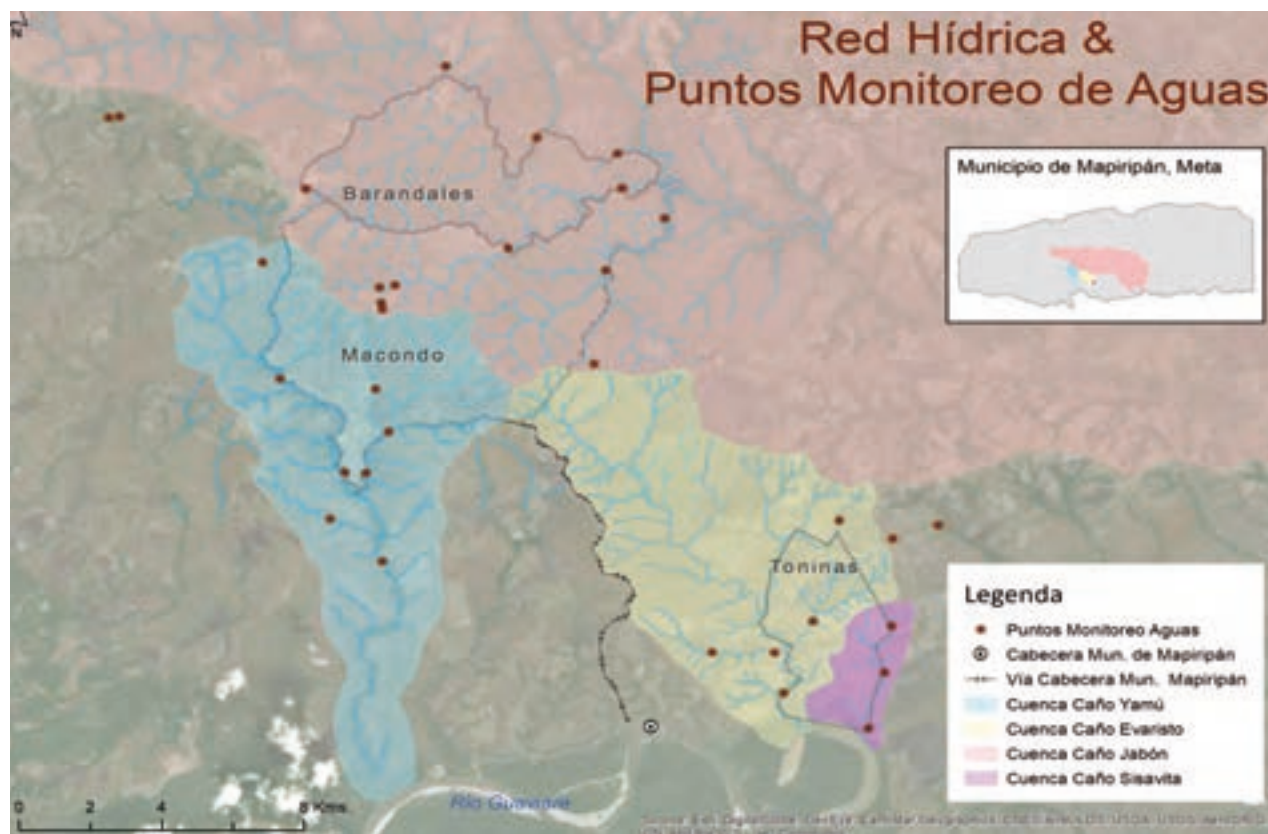 N
Red Hídrica &
Puntos Monitoreo de Aguas
Municipio de Mapiripán, Meta
Barandales
Macondo
Toninas
Legenda
Puntos Monitoreo Aguas
Cabecera Mun. de Mapiripán
Vía Cabecera Mun. Mapiripán
Cuenca Caño Yamú
Cuenca Caño Evaristo
Cuenca Caño Jabón
Cuenca Caño Sisavita
0 2 4 8 Kms
Río Guaviare